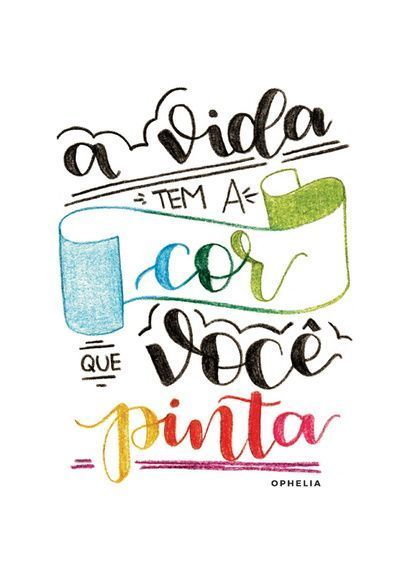 a vida
TEM A
cor
QUE você
pinta
OPHELIA